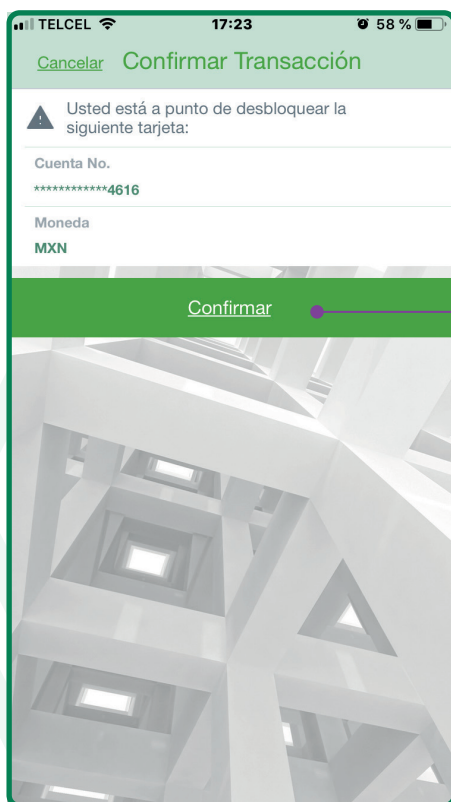 TELCEL 17:23 58 %
Cancelar Confirmar Transacción
Usted está a punto de desbloquear la
siguiente tarjeta:
Cuenta No.
************4616
Moneda
MXN
Confirmar